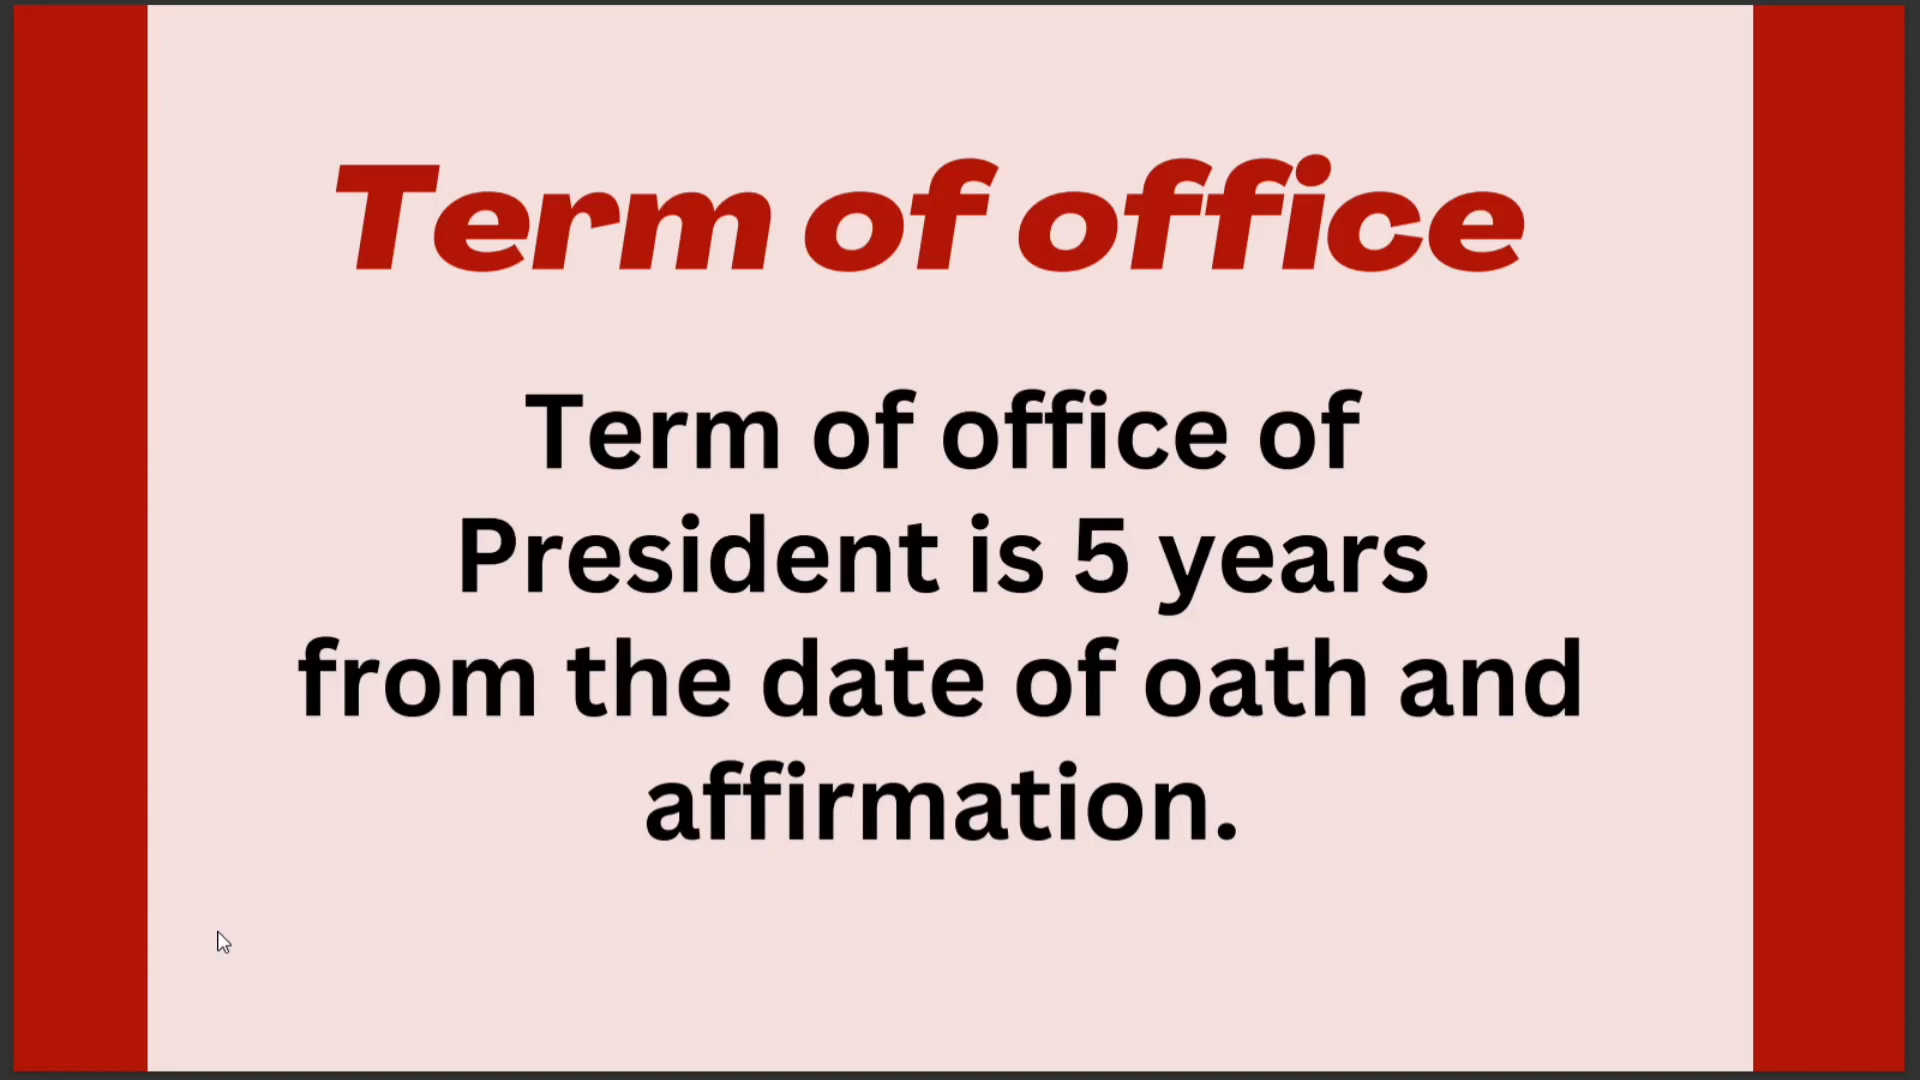 Term of office
Term of office of
President is 5 years
from the date of oath and
affirmation.